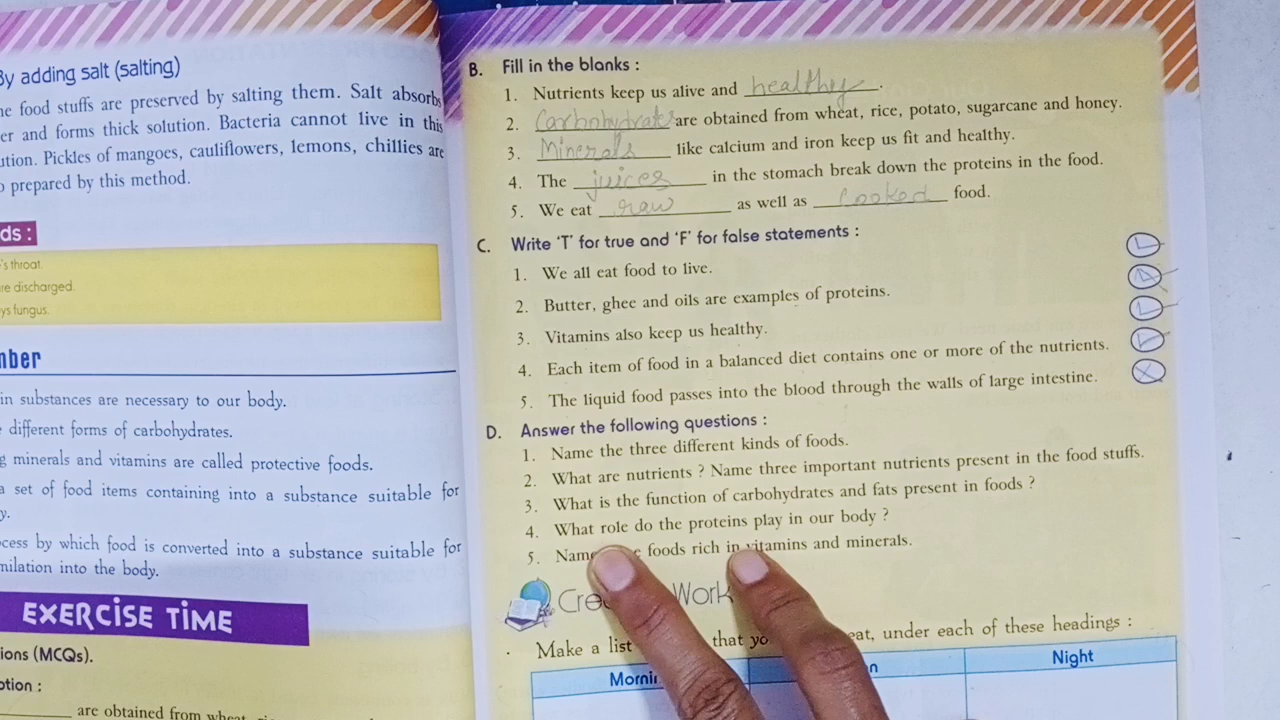 By adding salt (salting)
he food stuffs are preserved by salting them. Salt absorbs
er and forms thick solution. Bacteria cannot live in this
ution. Pickles of mangoes, cauliflowers, lemons, chillies are
o prepared by this method.
ds :
's throat.
re discharged.
ys fungus.
mber
in substances are necessary to our body.
different forms of carbohydrates.
g minerals and vitamins are called protective foods.
a set of food items containing into a substance suitable for
y.
cess by which food is converted into a substance suitable for
milation into the body.
EXERCISE TIME
ions (MCQs).
ption :
are obtained from wheat,
B. Fill in the blanks :
1. Nutrients keep us alive and healthy.
2. Carbohydrates are obtained from wheat, rice, potato, sugarcane and honey.
3. Minerals like calcium and iron keep us fit and healthy.
4. The juices in the stomach break down the proteins in the food.
5. We eat raw as well as cooked food.
C. Write 'T' for true and 'F' for false statements :
1. We all eat food to live.
2. Butter, ghee and oils are examples of proteins.
3. Vitamins also keep us healthy.
4. Each item of food in a balanced diet contains one or more of the nutrients.
5. The liquid food passes into the blood through the walls of large intestine.
D. Answer the following questions :
1. Name the three different kinds of foods.
2. What are nutrients ? Name three important nutrients present in the food stuffs.
3. What is the function of carbohydrates and fats present in foods ?
4. What role do the proteins play in our body ?
5. Name foods rich in vitamins and minerals.
Work
Make a list that eat, under each of these headings :
Night